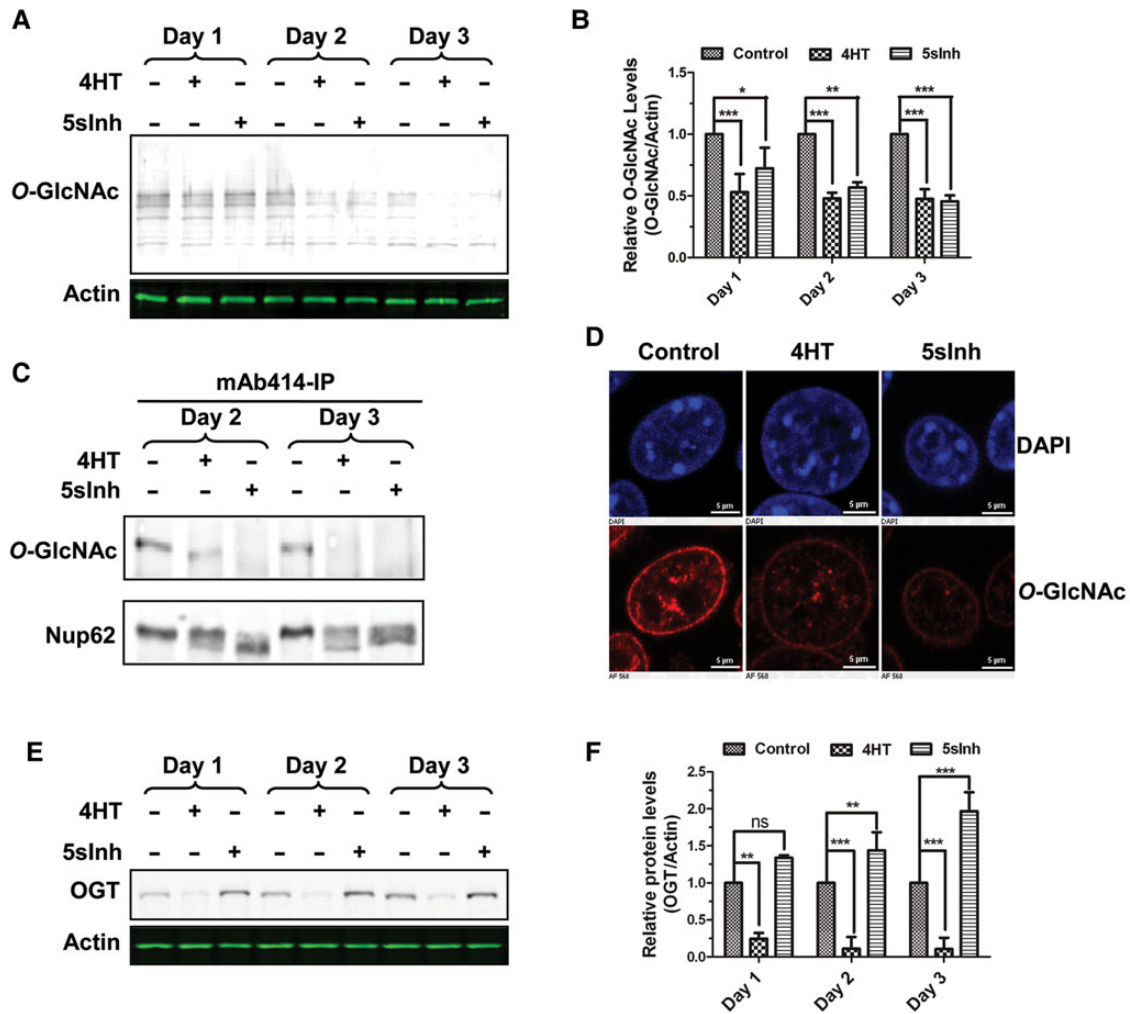 A
Day 1 Day 2 Day 3
4HT – + – – + – – + –
5sInh – – + – – + – – +
O-GlcNAc
Actin
B
Control 4HT 5sInh
Relative O-GlcNAc Levels
(O-GlcNAc/Actin)
1.5
1.0
0.5
0.0
* ** ***
*** *** ***
Day 1 Day 2 Day 3
C
mAb414-IP
Day 2 Day 3
4HT – + – – + –
5sInh – – + – – +
O-GlcNAc
Nup62
D
Control 4HT 5sInh
DAPI
5 µm 5 µm 5 µm
DAPI DAPI DAPI
O-GlcNAc
5 µm 5 µm 5 µm
AF 568 AF 568 AF 568
E
Day 1 Day 2 Day 3
4HT – + – – + – – + –
5sInh – – + – – + – – +
OGT
Actin
F
Control 4HT 5sInh
Relative protein levels
(OGT/Actin)
2.5
2.0
1.5
1.0
0.5
0.0
ns ** ***
** *** ***
Day 1 Day 2 Day 3